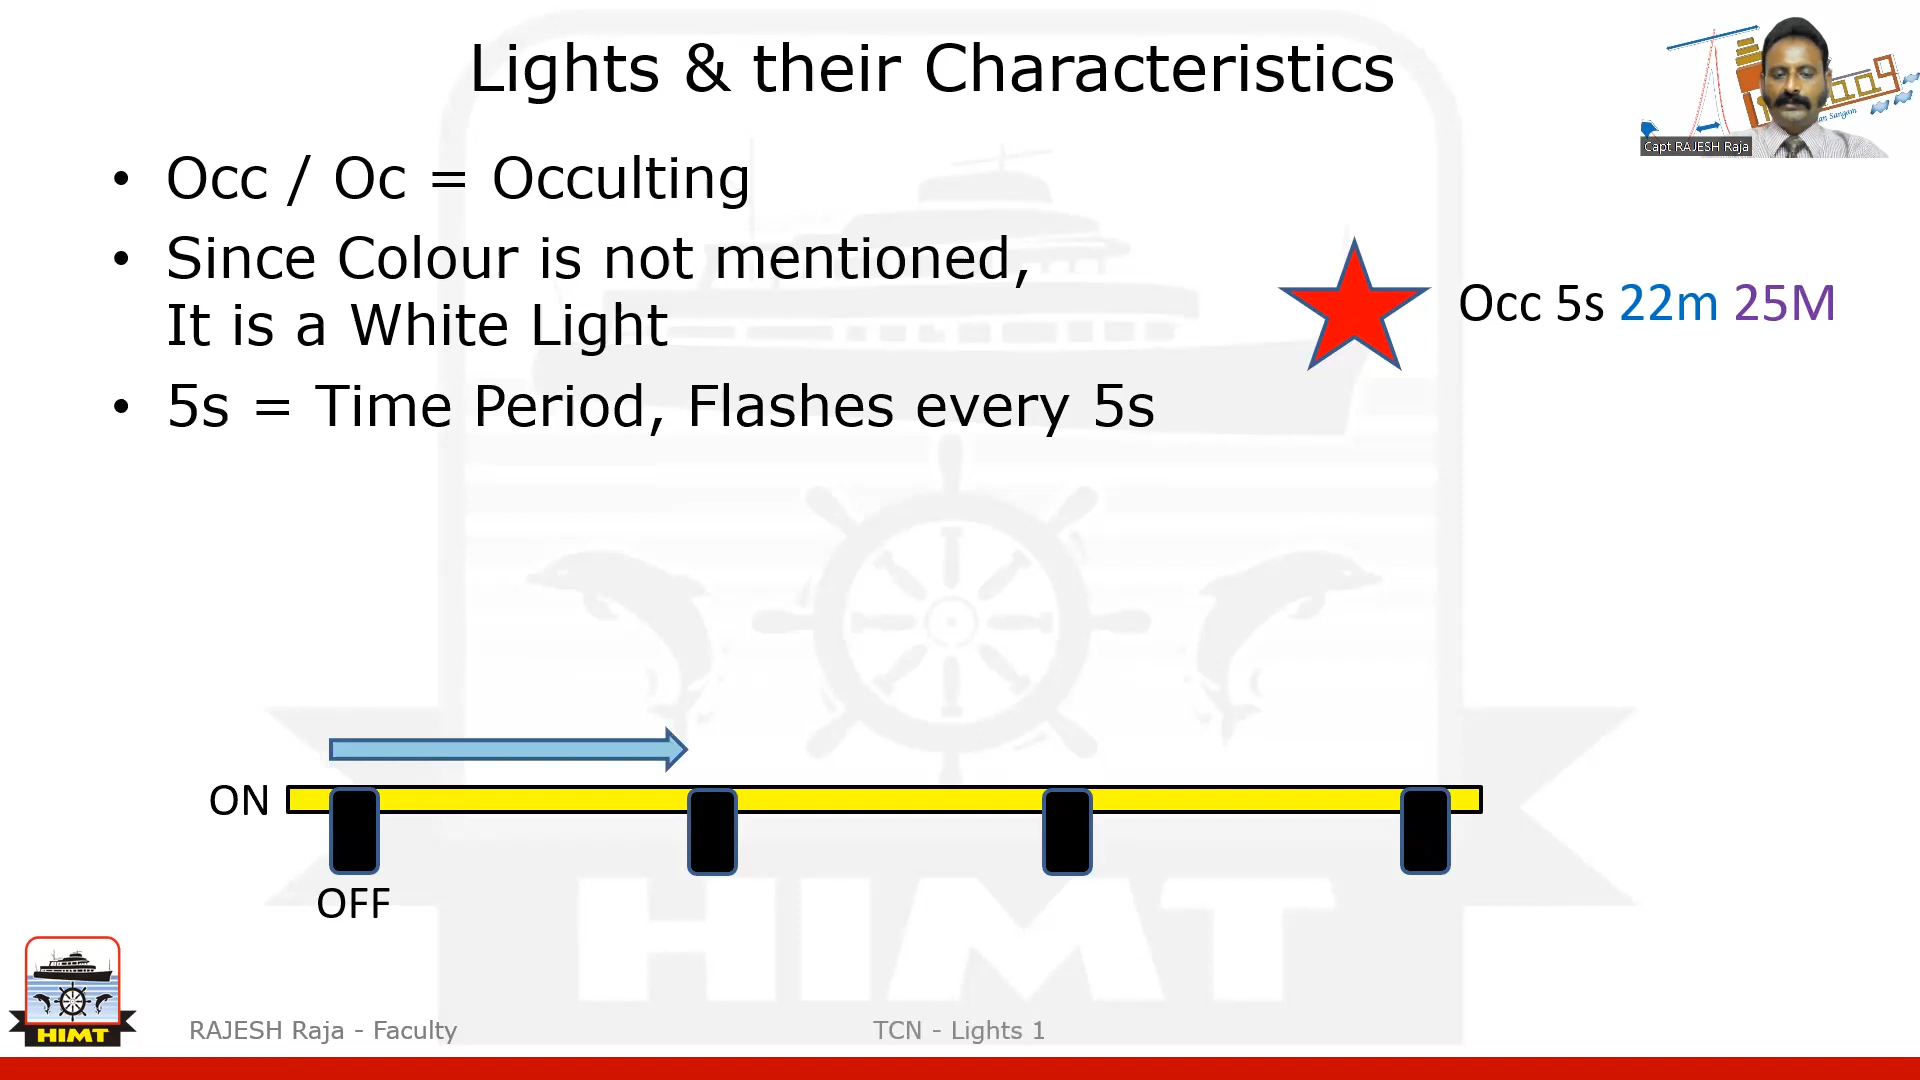 Lights & their Characteristics
Capt RAJESH Raja
• Occ / Oc = Occulting
• Since Colour is not mentioned,
It is a White Light
Occ 5s 22m 25M
• 5s = Time Period, Flashes every 5s
ON
OFF
HIMT
HIMT
RAJESH Raja - Faculty
TCN - Lights 1